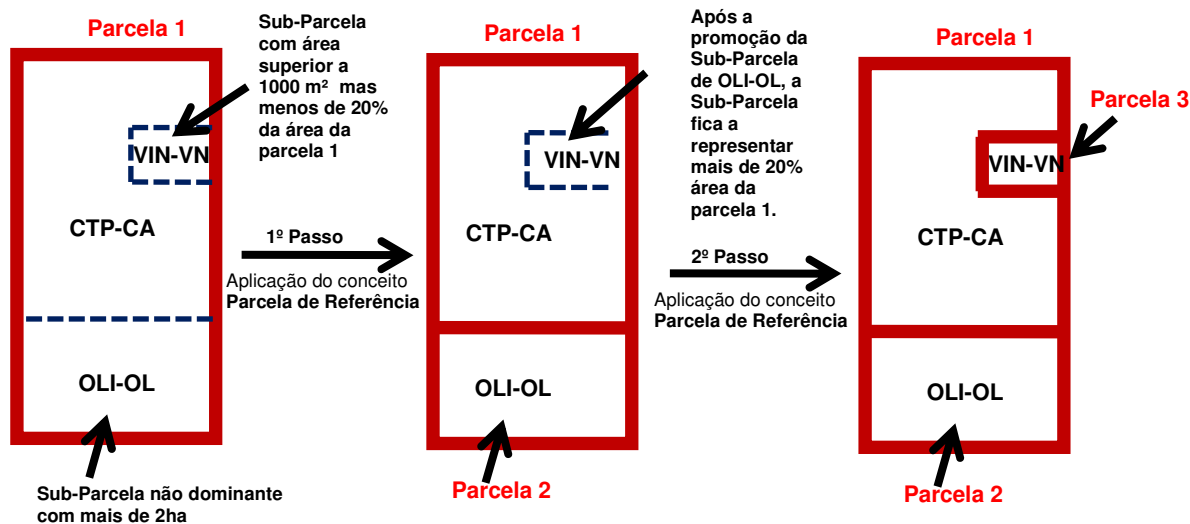 Parcela 1
Sub-Parcela
com área
superior a
1000 m² mas
menos de 20%
da área da
parcela 1
VIN-VN
CTP-CA
OLI-OL
Sub-Parcela não dominante
com mais de 2ha
1º Passo
Aplicação do conceito
Parcela de Referência
Parcela 1
Após a
promoção da
Sub-Parcela
de OLI-OL, a
Sub-Parcela
fica a
representar
mais de 20%
área da
parcela 1.
VIN-VN
CTP-CA
OLI-OL
Parcela 2
2º Passo
Aplicação do conceito
Parcela de Referência
Parcela 1
Parcela 3
VIN-VN
CTP-CA
OLI-OL
Parcela 2